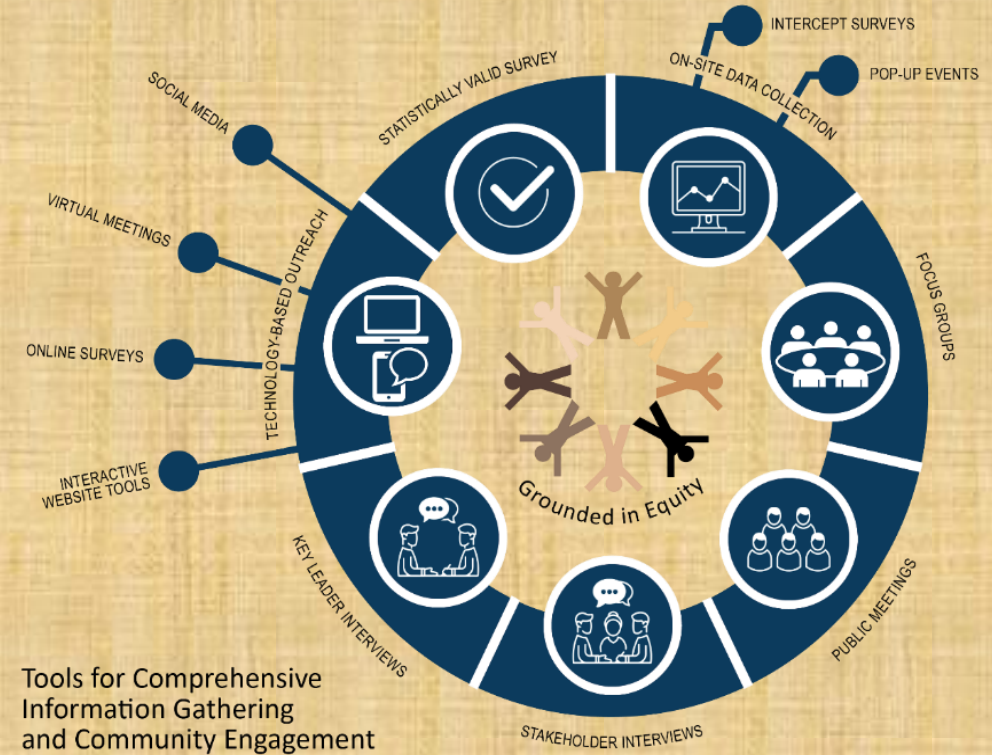 INTERCEPT SURVEYS
ON-SITE DATA COLLECTION
POP-UP EVENTS
STATISTICALLY VALID SURVEY
SOCIAL MEDIA
VIRTUAL MEETINGS
TECHNOLOGY-BASED OUTREACH
FOCUS GROUPS
ONLINE SURVEYS
INTERACTIVE
WEBSITE TOOLS
Grounded in Equity
KEY LEADER INTERVIEWS
PUBLIC MEETINGS
STAKEHOLDER INTERVIEWS
Tools for Comprehensive
Information Gathering
and Community Engagement